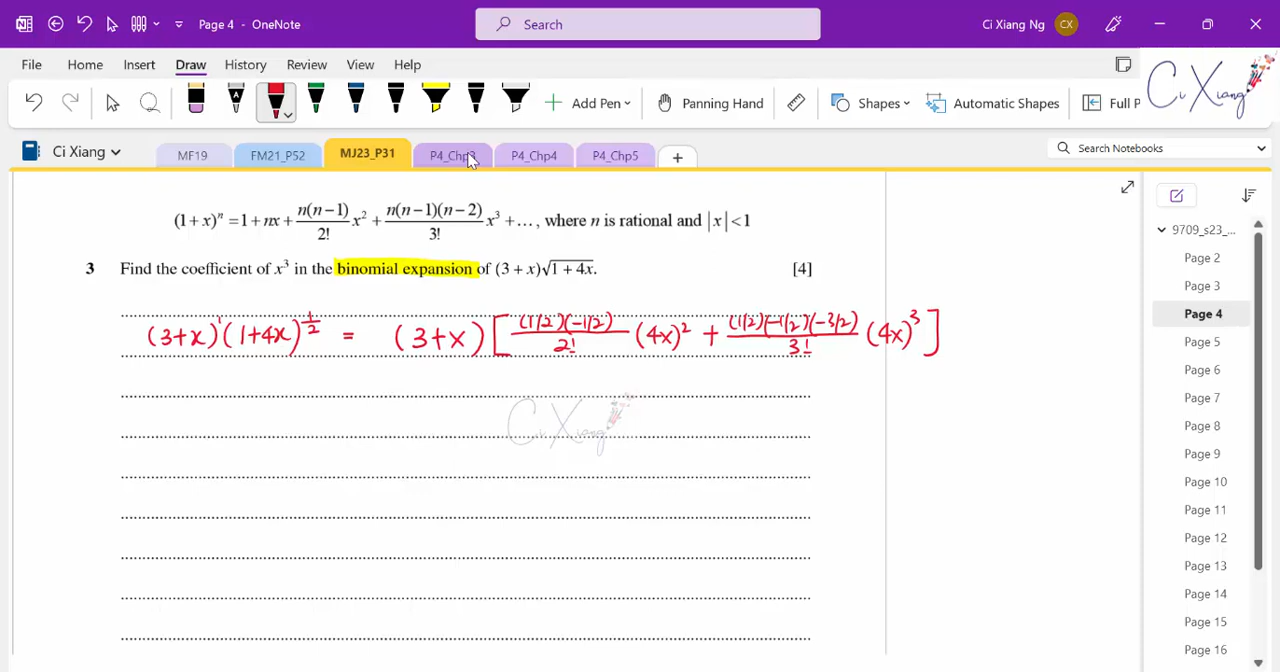 Page 4 - OneNote
Search
Ci Xiang Ng
CX
File Home Insert Draw History Review View Help
Ci Xiang
A
Add Pen
Panning Hand
Shapes
Automatic Shapes
Full P
Ci Xiang
MF19
FM21_P52
MJ23_P31
P4_Chp3
P4_Chp4
P4_Chp5
+
Search Notebooks
(1 + x)^n = 1 + nx + n(n−1)/2! x² + n(n−1)(n−2)/3! x³ + …, where n is rational and |x| < 1
3 Find the coefficient of x³ in the binomial expansion of (3 + x)√(1 + 4x). [4]
(3+x)¹(1+4x)^(1/2) = (3+x)[(1/2)(-1/2)/2! (4x)² + (1/2)(-1/2)(-3/2)/3! (4x)³]
Ci Xiang
9709_s23_...
Page 2
Page 3
Page 4
Page 5
Page 6
Page 7
Page 8
Page 9
Page 10
Page 11
Page 12
Page 13
Page 14
Page 15
Page 16